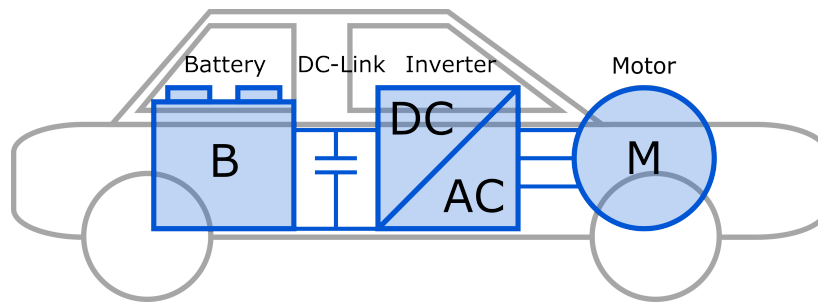 Battery
DC-Link
Inverter
Motor
B
DC
AC
M